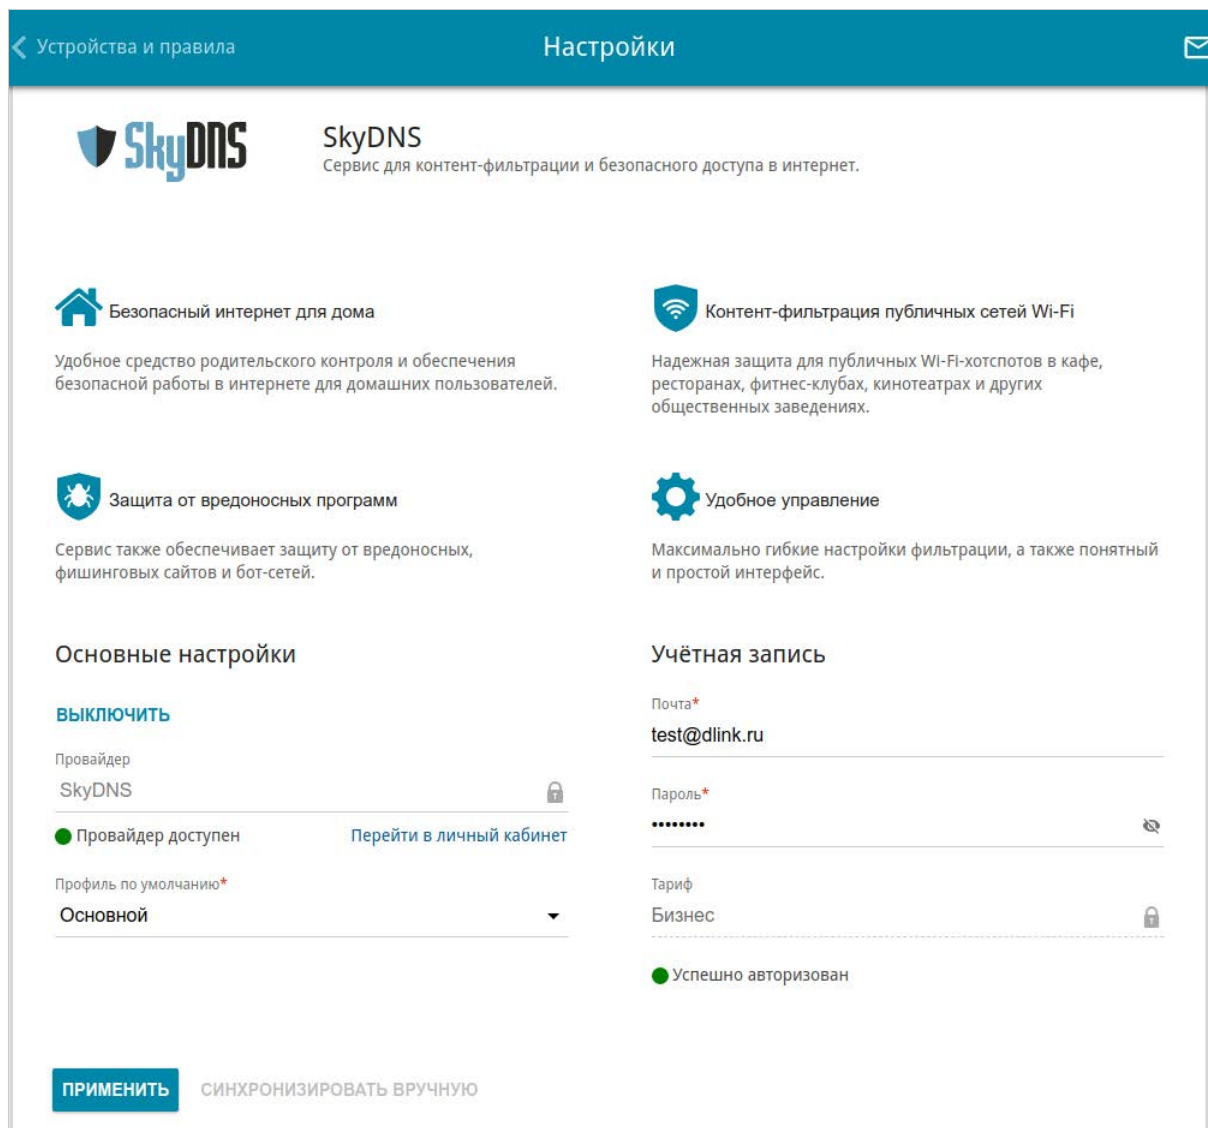 Устройства и правила
Настройки
SkyDNS
SkyDNS
Сервис для контент-фильтрации и безопасного доступа в интернет.
Безопасный интернет для дома
Удобное средство родительского контроля и обеспечения
безопасной работы в интернете для домашних пользователей.
Контент-фильтрация публичных сетей Wi-Fi
Надежная защита для публичных Wi-Fi-хотспотов в кафе,
ресторанах, фитнес-клубах, кинотеатрах и других
общественных заведениях.
Защита от вредоносных программ
Сервис также обеспечивает защиту от вредоносных,
фишинговых сайтов и бот-сетей.
Удобное управление
Максимально гибкие настройки фильтрации, а также понятный
и простой интерфейс.
Основные настройки
ВЫКЛЮЧИТЬ
Провайдер
SkyDNS
Провайдер доступен
Перейти в личный кабинет
Профиль по умолчанию*
Основной
Учётная запись
Почта*
test@dlink.ru
Пароль*
••••••••
Тариф
Бизнес
Успешно авторизован
ПРИМЕНИТЬ
СИНХРОНИЗИРОВАТЬ ВРУЧНУЮ